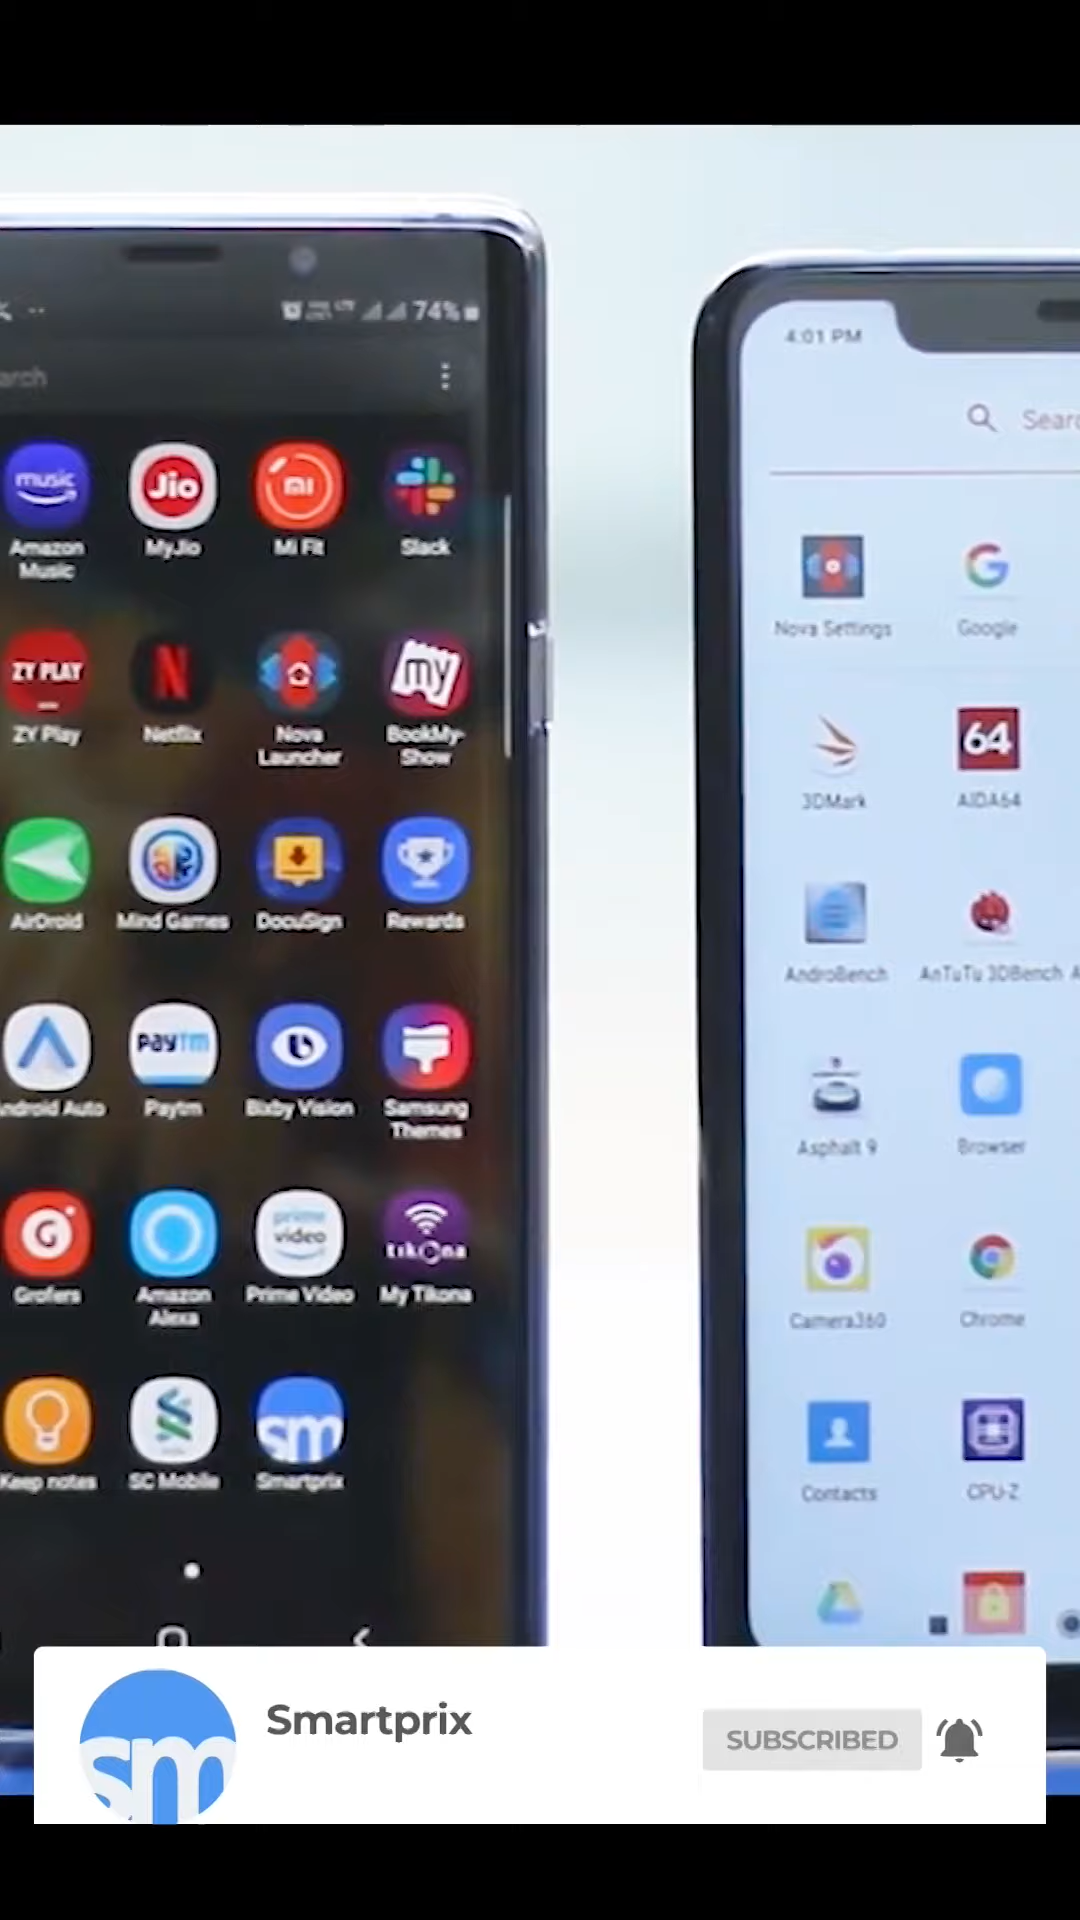 74%
arch
music
Jio
mi
Amazon
Music
MyJio
Mi Fit
Slack
ZY PLAY
N
my
ZY Play
Netflix
Nova
Launcher
BookMy-
Show
AirDroid
Mind Games
DocuSign
Rewards
Paytm
ndroid Auto
Paytm
Bixby Vision
Samsung
Themes
G
prime
video
tikona
Grofers
Amazon
Alexa
Prime Video
My Tikona
sm
Keep notes
SC Mobile
Smartprix
4:01 PM
Searc
G
Nova Settings
Google
64
3DMark
AIDA64
AndroBench
AnTuTu 3DBench
A
Asphalt 9
Browser
Camera360
Chrome
Contacts
CPU-Z
sm
Smartprix
SUBSCRIBED